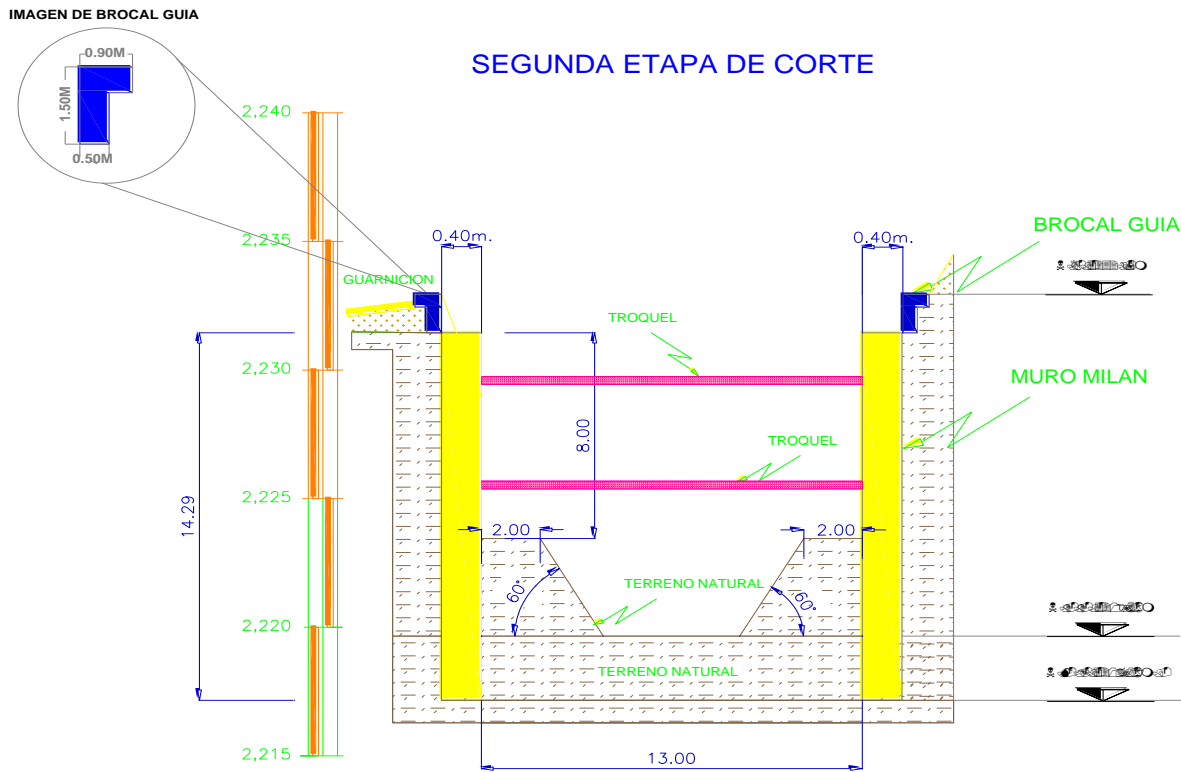 IMAGEN DE BROCAL GUIA
0.90M
1.50M
0.50M
SEGUNDA ETAPA DE CORTE
2,240
2,235
2,230
2,225
2,220
2,215
0.40m.
0.40m.
BROCAL GUIA
GUARNICION
TROQUEL
MURO MILAN
TROQUEL
8.00
14.29
2.00
2.00
60°
60°
TERRENO NATURAL
TERRENO NATURAL
13.00